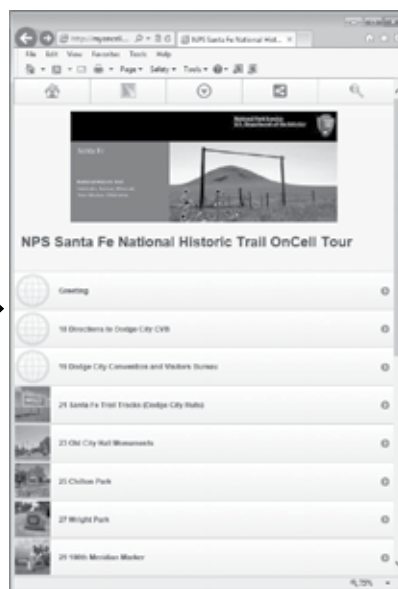 File Edit View Favorites Tools Help
Page Safety Tools
National Park Service
U.S. Department of the Interior
Santa Fe
NPS Santa Fe National Historic Trail OnCell Tour
Greeting
18 Directions to Dodge City CVB
19 Dodge City Convention and Visitors Bureau
21 Santa Fe Trail Tracks (Dodge City Ruts)
23 Old City Hall Monuments
25 Chilton Park
27 Wright Park
29 100th Meridian Marker
75%